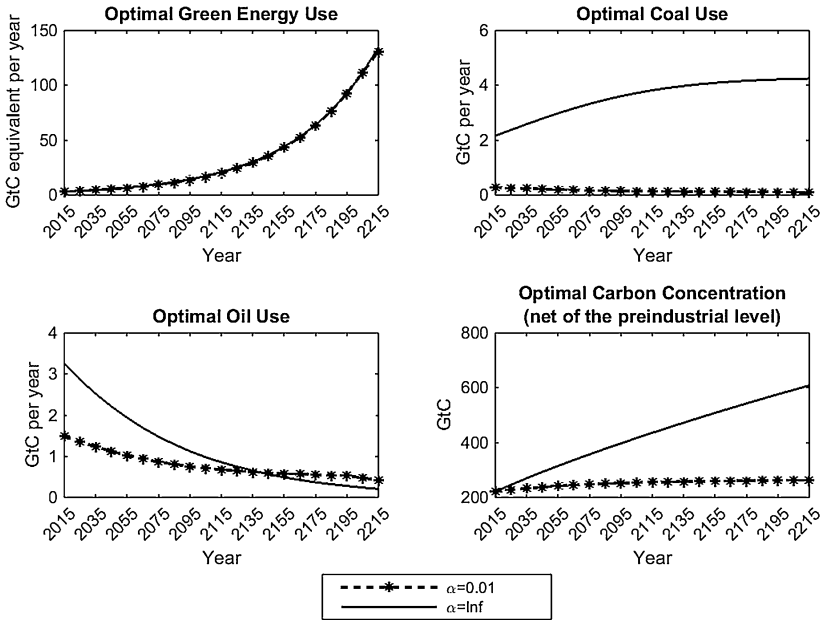 Optimal Green Energy Use
GtC equivalent per year
150
100
50
0
2015 2035 2055 2075 2095 2115 2135 2155 2175 2195 2215
Year
Optimal Coal Use
GtC per year
6
4
2
0
2015 2035 2055 2075 2095 2115 2135 2155 2175 2195 2215
Year
Optimal Oil Use
GtC per year
4
3
2
1
0
2015 2035 2055 2075 2095 2115 2135 2155 2175 2195 2215
Year
Optimal Carbon Concentration
(net of the preindustrial level)
GtC
800
600
400
200
2015 2035 2055 2075 2095 2115 2135 2155 2175 2195 2215
Year
α=0.01
α=Inf